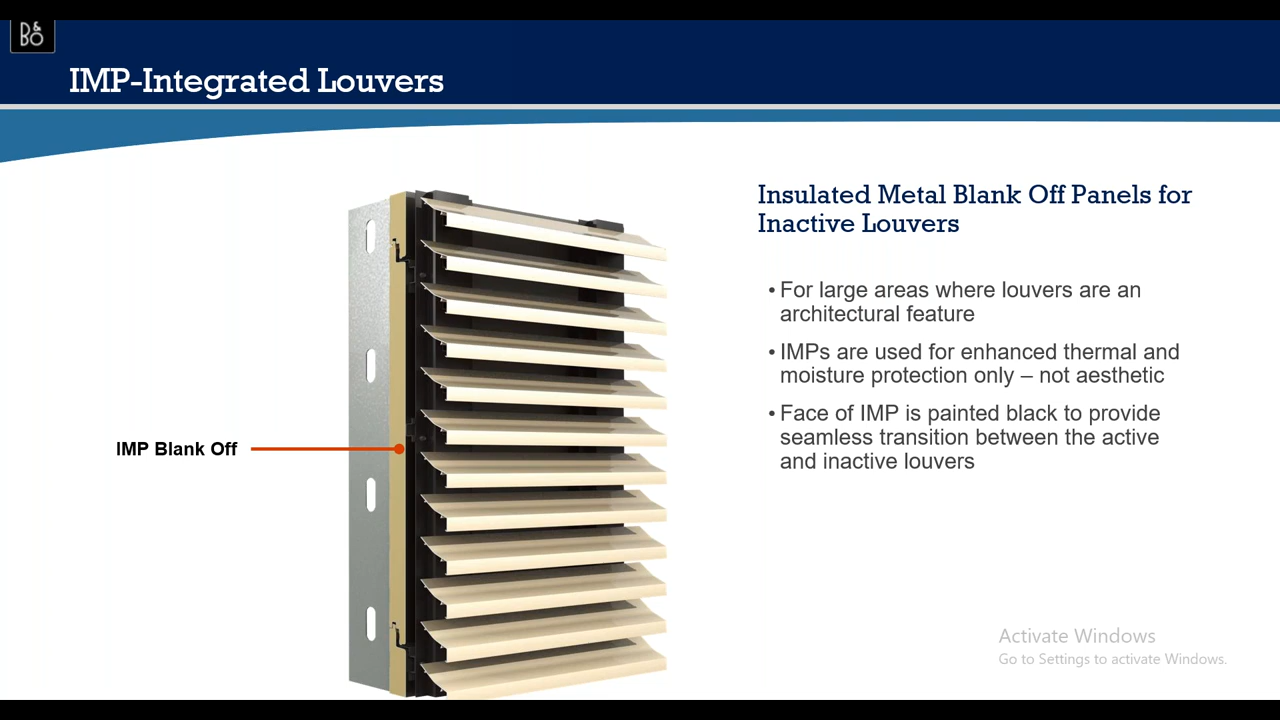 B&O
IMP-Integrated Louvers
Insulated Metal Blank Off Panels for
Inactive Louvers
• For large areas where louvers are an
architectural feature
• IMPs are used for enhanced thermal and
moisture protection only – not aesthetic
• Face of IMP is painted black to provide
seamless transition between the active
and inactive louvers
IMP Blank Off
Activate Windows
Go to Settings to activate Windows.